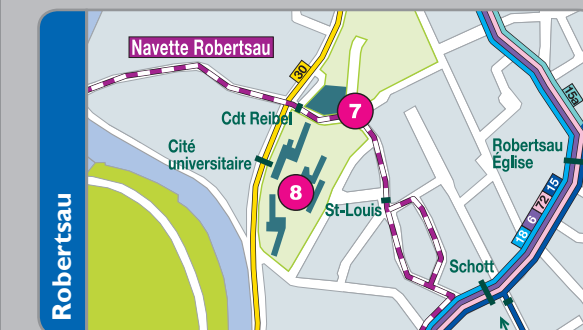 Navette Robertsau
30
15a
7
Cdt Reibel
Cité
universitaire
Robertsau
Église
8
St-Louis
18 6 72 15
Schott
Robertsau